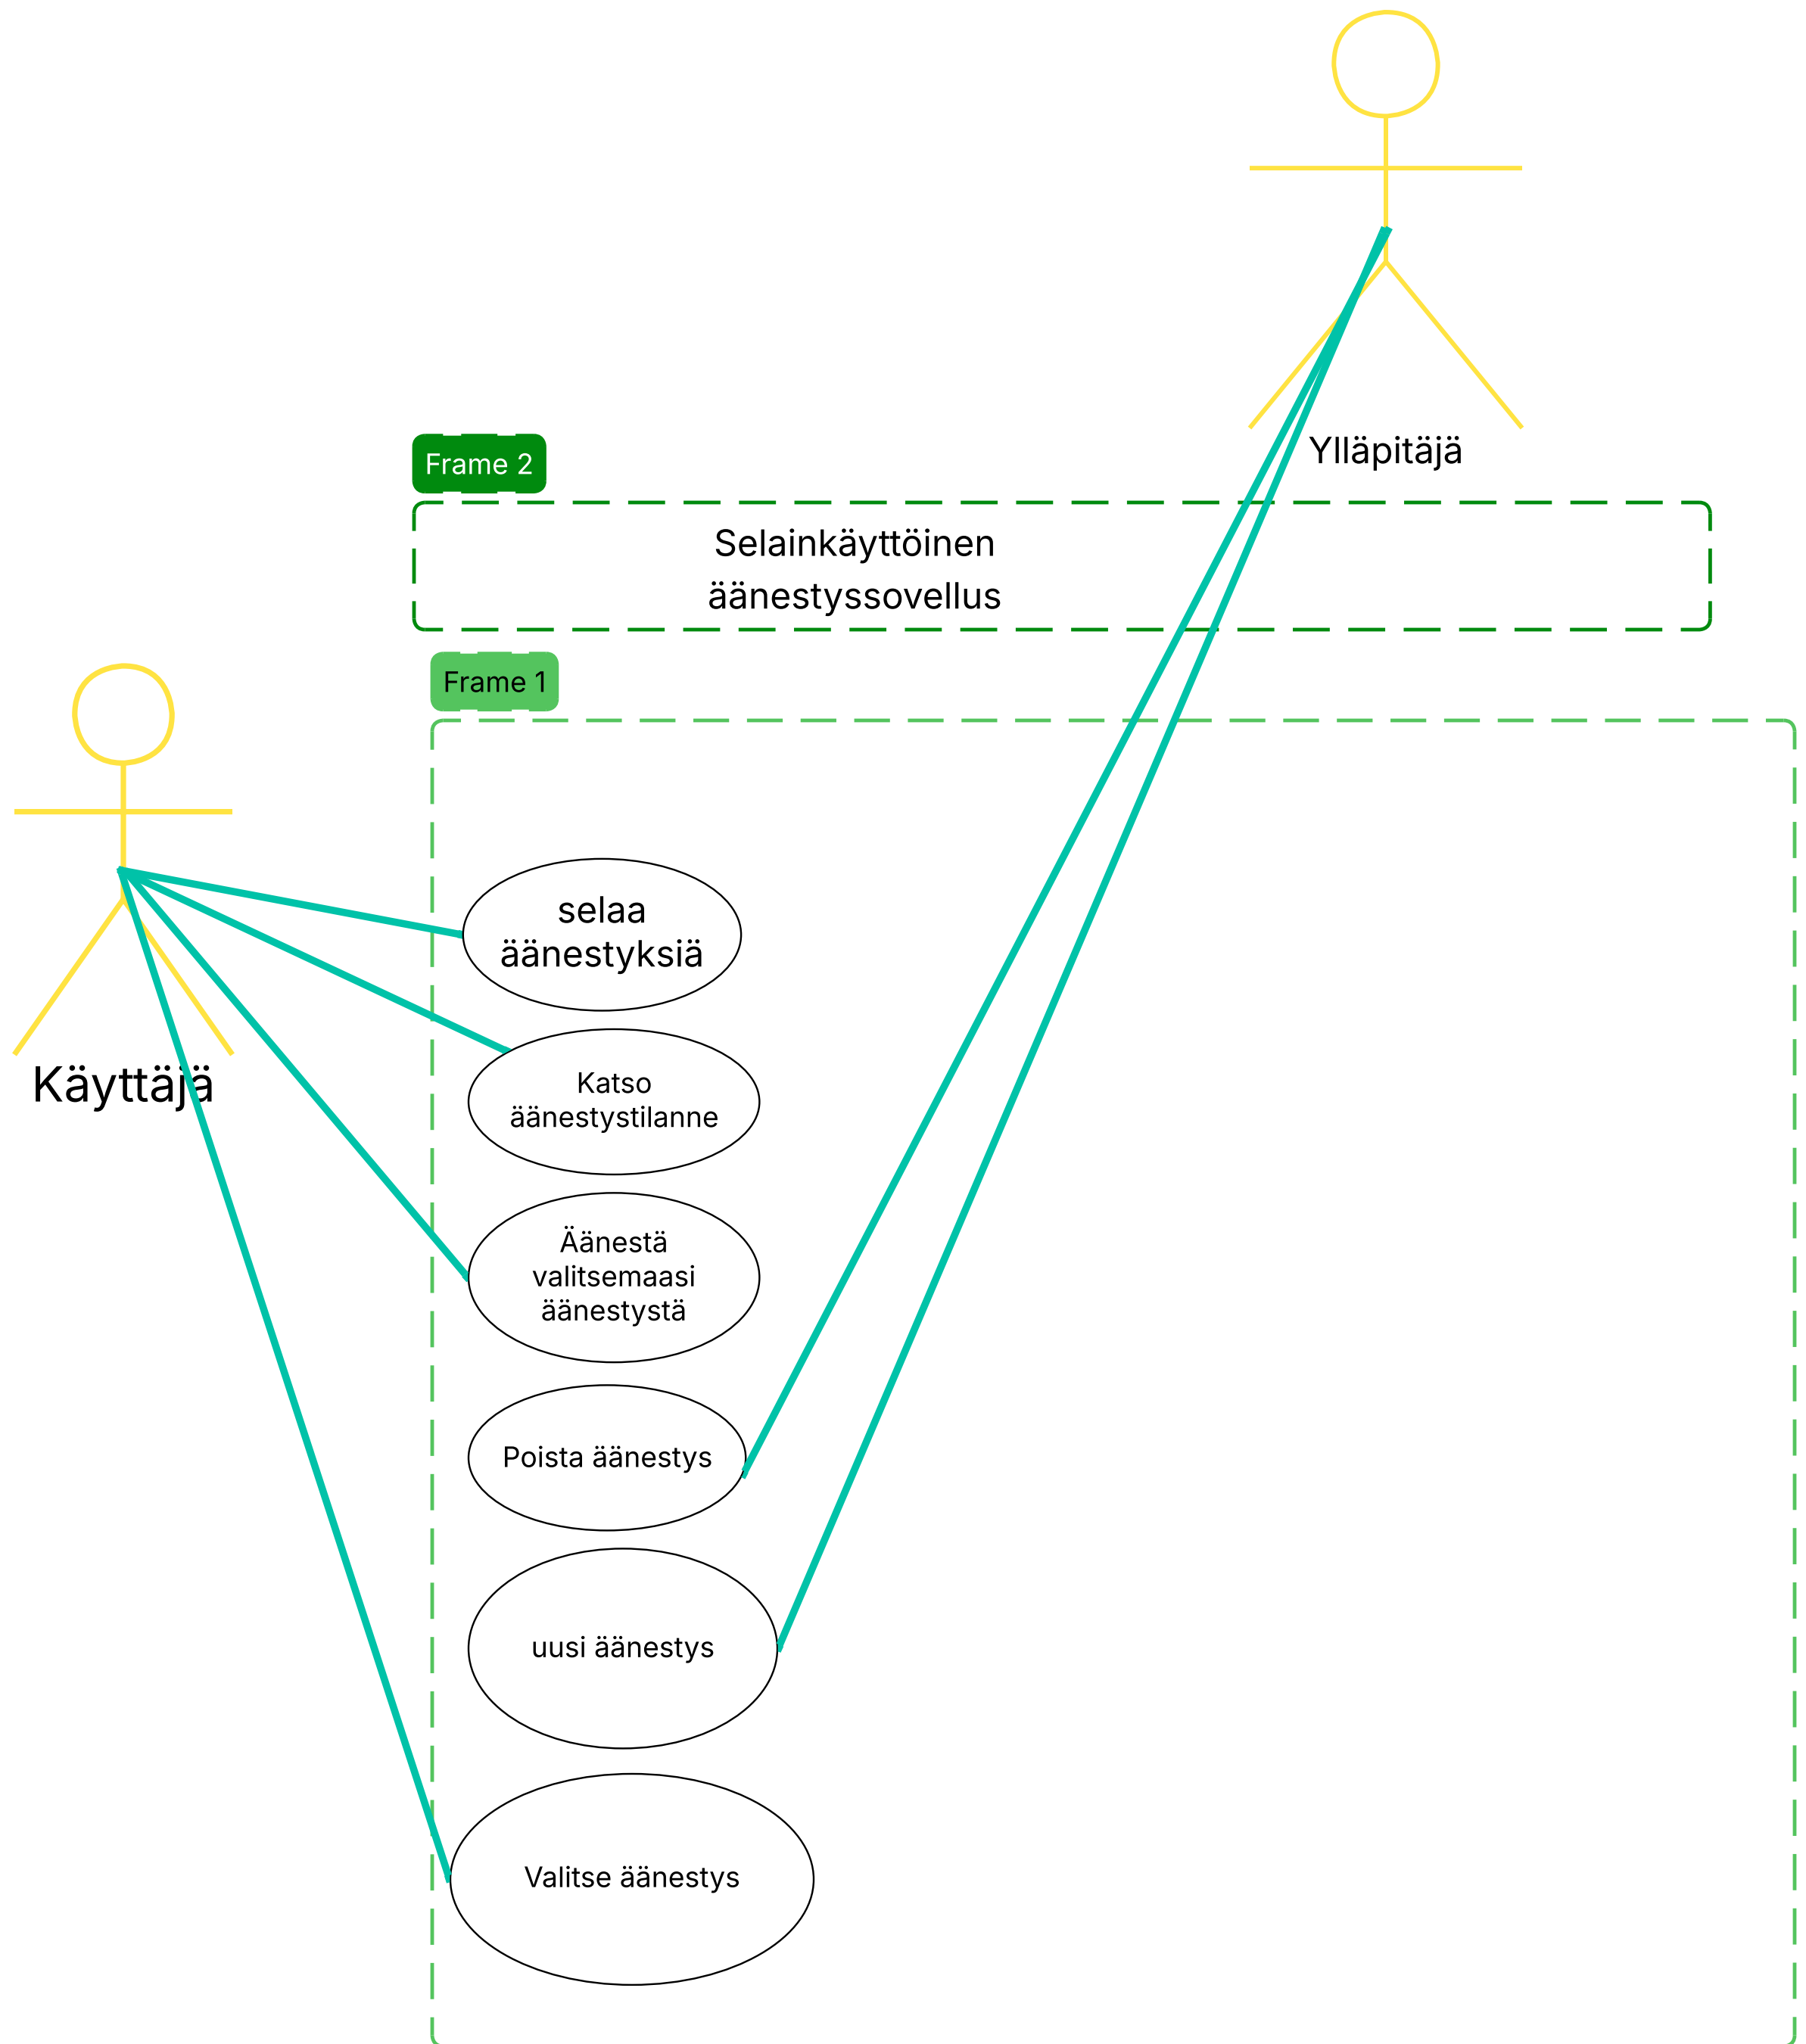 Ylläpitäjä
Frame 2
Selainkäyttöinen
äänestyssovellus
Frame 1
Käyttäjä
selaa
äänestyksiä
Katso
äänestystilanne
Äänestä
valitsemaasi
äänestystä
Poista äänestys
uusi äänestys
Valitse äänestys